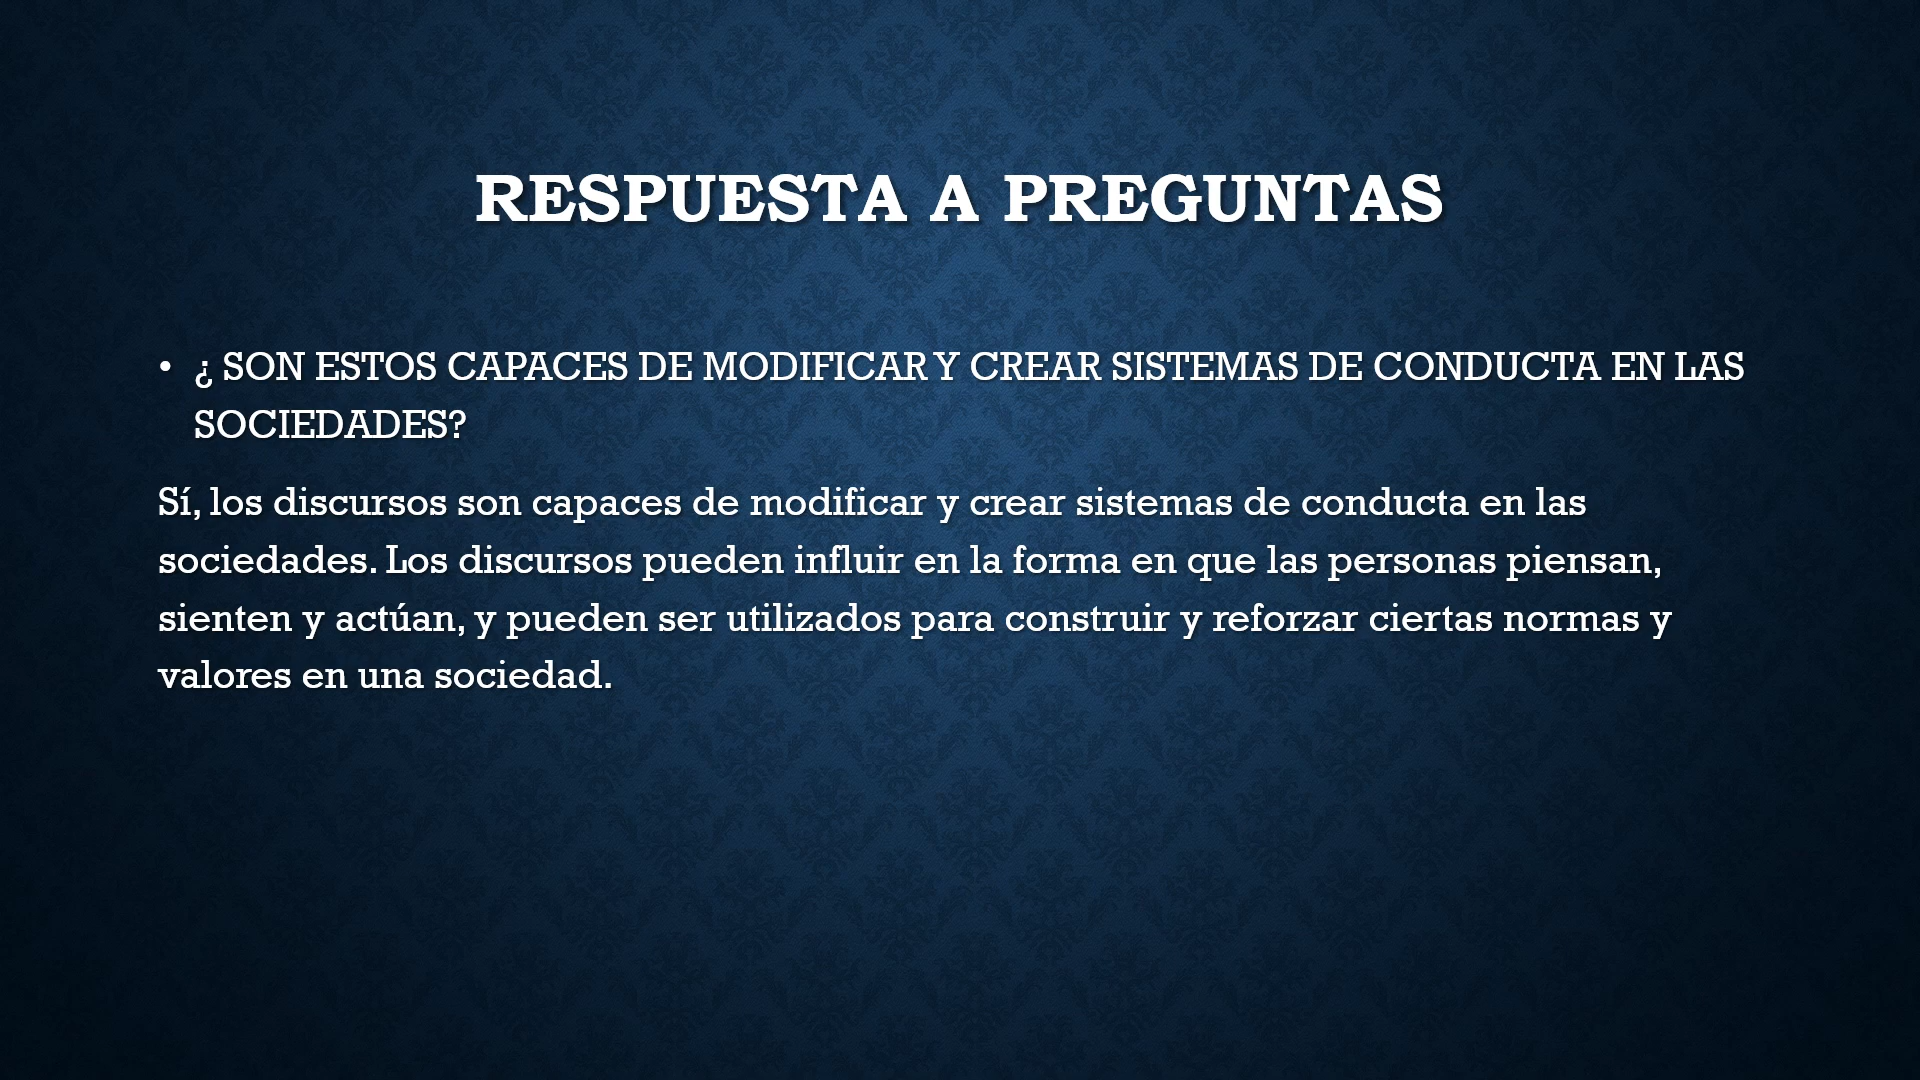 RESPUESTA A PREGUNTAS
• ¿ SON ESTOS CAPACES DE MODIFICAR Y CREAR SISTEMAS DE CONDUCTA EN LAS
SOCIEDADES?
Sí, los discursos son capaces de modificar y crear sistemas de conducta en las
sociedades. Los discursos pueden influir en la forma en que las personas piensan,
sienten y actúan, y pueden ser utilizados para construir y reforzar ciertas normas y
valores en una sociedad.